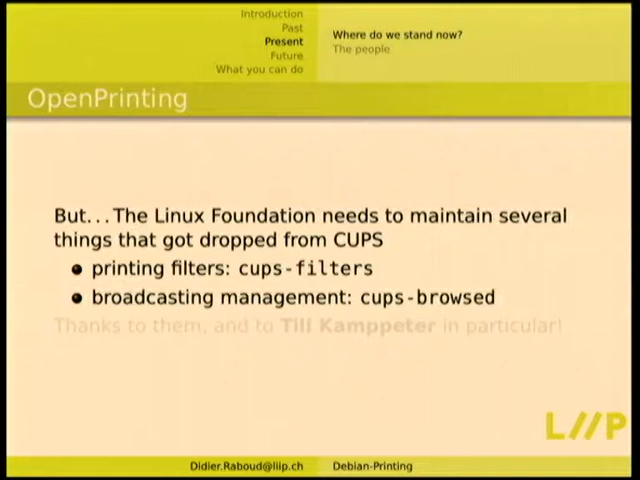 Introduction
Past
Present
Future
What you can do
Where do we stand now?
The people
OpenPrinting
But...The Linux Foundation needs to maintain several
things that got dropped from CUPS
printing filters: cups-filters
broadcasting management: cups-browsed
Thanks to them, and to Till Kamppeter in particular!
LIIP
Didier.Raboud@liip.ch
Debian-Printing